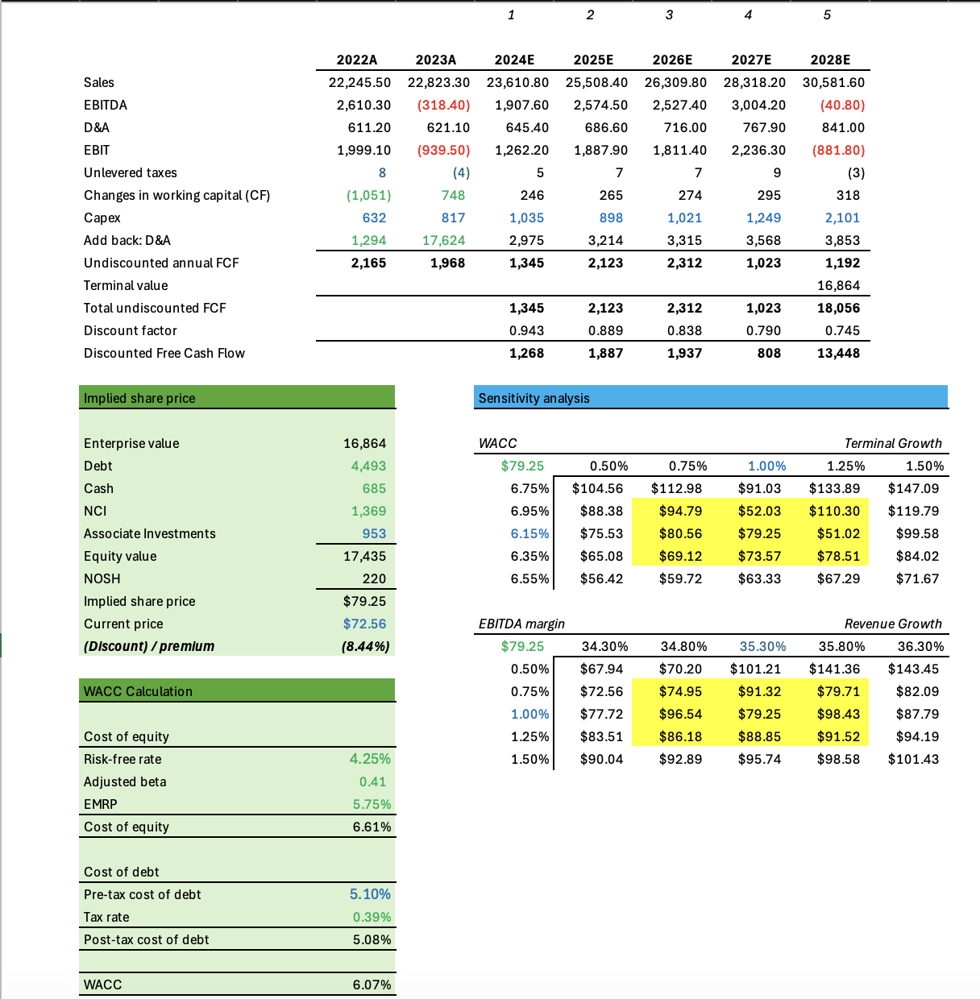 1 2 3 4 5
2022A 2023A 2024E 2025E 2026E 2027E 2028E
Sales 22,245.50 22,823.30 23,610.80 25,508.40 26,309.80 28,318.20 30,581.60
EBITDA 2,610.30 (318.40) 1,907.60 2,574.50 2,527.40 3,004.20 (40.80)
D&A 611.20 621.10 645.40 686.60 716.00 767.90 841.00
EBIT 1,999.10 (939.50) 1,262.20 1,887.90 1,811.40 2,236.30 (881.80)
Unlevered taxes 8 (4) 5 7 7 9 (3)
Changes in working capital (CF) (1,051) 748 246 265 274 295 318
Capex 632 817 1,035 898 1,021 1,249 2,101
Add back: D&A 1,294 17,624 2,975 3,214 3,315 3,568 3,853
Undiscounted annual FCF 2,165 1,968 1,345 2,123 2,312 1,023 1,192
Terminal value 16,864
Total undiscounted FCF 1,345 2,123 2,312 1,023 18,056
Discount factor 0.943 0.889 0.838 0.790 0.745
Discounted Free Cash Flow 1,268 1,887 1,937 808 13,448
Implied share price
Enterprise value 16,864
Debt 4,493
Cash 685
NCI 1,369
Associate Investments 953
Equity value 17,435
NOSH 220
Implied share price $79.25
Current price $72.56
(Discount) / premium (8.44%)
WACC Calculation
Cost of equity
Risk-free rate 4.25%
Adjusted beta 0.41
EMRP 5.75%
Cost of equity 6.61%
Cost of debt
Pre-tax cost of debt 5.10%
Tax rate 0.39%
Post-tax cost of debt 5.08%
WACC 6.07%
Sensitivity analysis
WACC Terminal Growth
$79.25 0.50% 0.75% 1.00% 1.25% 1.50%
6.75% $104.56 $112.98 $91.03 $133.89 $147.09
6.95% $88.38 $94.79 $52.03 $110.30 $119.79
6.15% $75.53 $80.56 $79.25 $51.02 $99.58
6.35% $65.08 $69.12 $73.57 $78.51 $84.02
6.55% $56.42 $59.72 $63.33 $67.29 $71.67
EBITDA margin Revenue Growth
$79.25 34.30% 34.80% 35.30% 35.80% 36.30%
0.50% $67.94 $70.20 $101.21 $141.36 $143.45
0.75% $72.56 $74.95 $91.32 $79.71 $82.09
1.00% $77.72 $96.54 $79.25 $98.43 $87.79
1.25% $83.51 $86.18 $88.85 $91.52 $94.19
1.50% $90.04 $92.89 $95.74 $98.58 $101.43